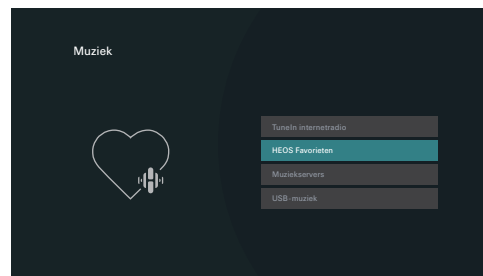 Muziek
TuneIn internetradio
HEOS Favorieten
Muziekservers
USB-muziek